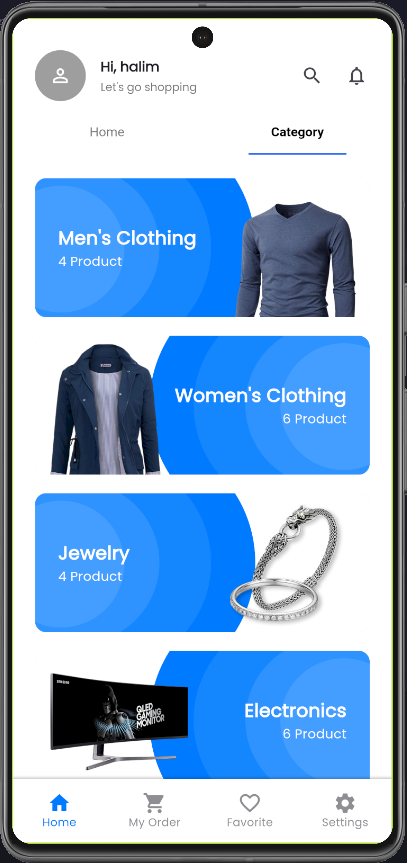 Hi, halim
Let's go shopping
Home
Category
Men's Clothing
4 Product
Women's Clothing
6 Product
Jewelry
4 Product
QLED
GAMING
MONITOR
Electronics
6 Product
Home
My Order
Favorite
Settings